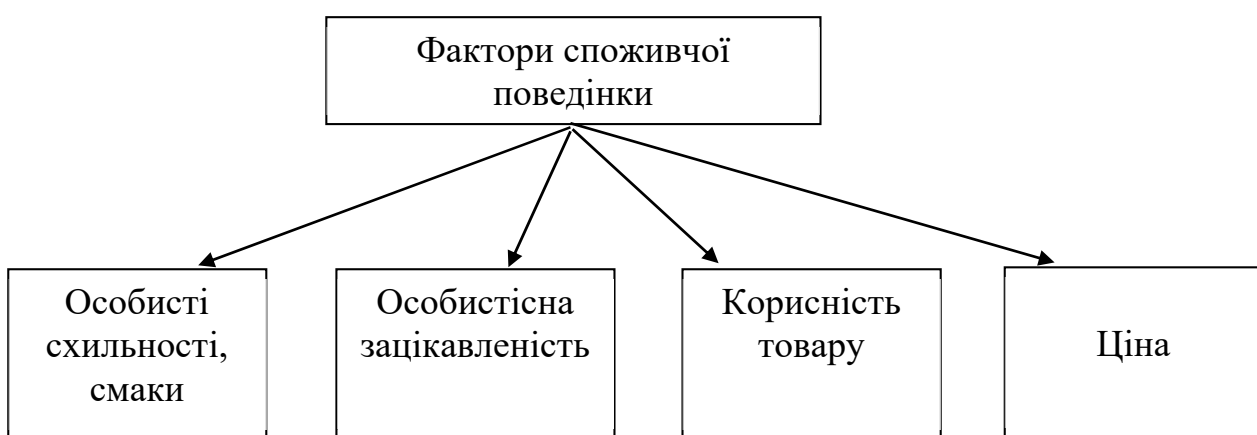 Фактори споживчої
поведінки
Особисті
схильності,
смаки
Особистісна
зацікавленість
Корисність
товару
Ціна